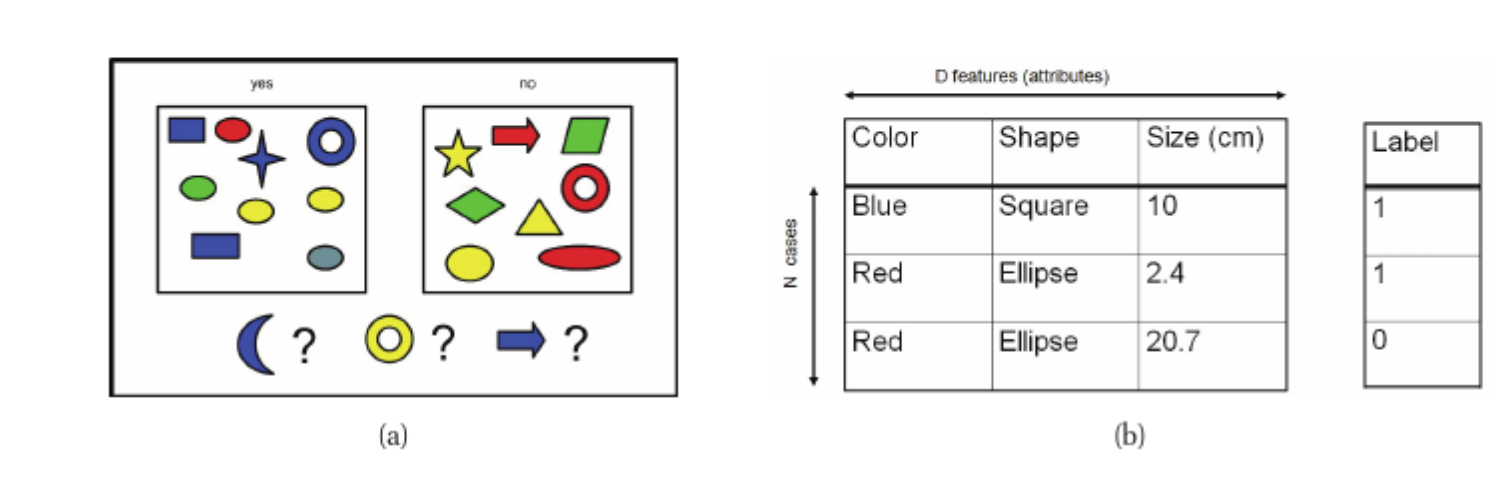 yes no
? ? ?
(a)
D features (attributes)
N cases
Color Shape Size (cm) Label
Blue Square 10 1
Red Ellipse 2.4 1
Red Ellipse 20.7 0
(b)